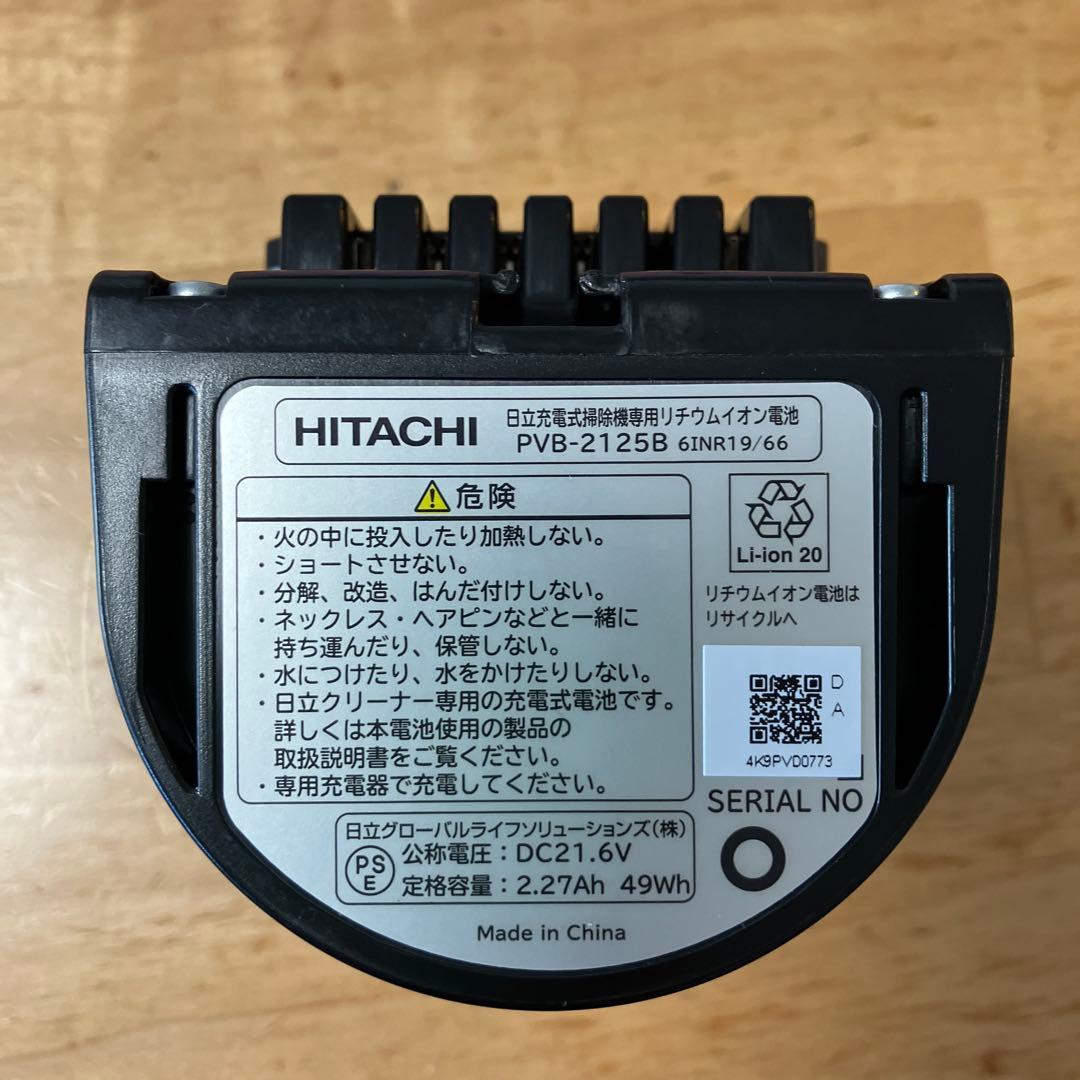 HITACHI
日立充電式掃除機専用リチウムイオン電池
PVB-2125B 6INR19/66
危険
・火の中に投入したり加熱しない。
・ショートさせない。
・分解、改造、はんだ付けしない。
・ネックレス・ヘアピンなどと一緒に
持ち運んだり、保管しない。
・水につけたり、水をかけたりしない。
・日立クリーナー専用の充電式電池です。
詳しくは本電池使用の製品の
取扱説明書をご覧ください。
・専用充電器で充電してください。
Li-ion 20
リチウムイオン電池は
リサイクルへ
D
A
4K9PVD0773
SERIAL NO
日立グローバルライフソリューションズ(株)
PS
E
公称電圧：DC21.6V
定格容量：2.27Ah 49Wh
Made in China